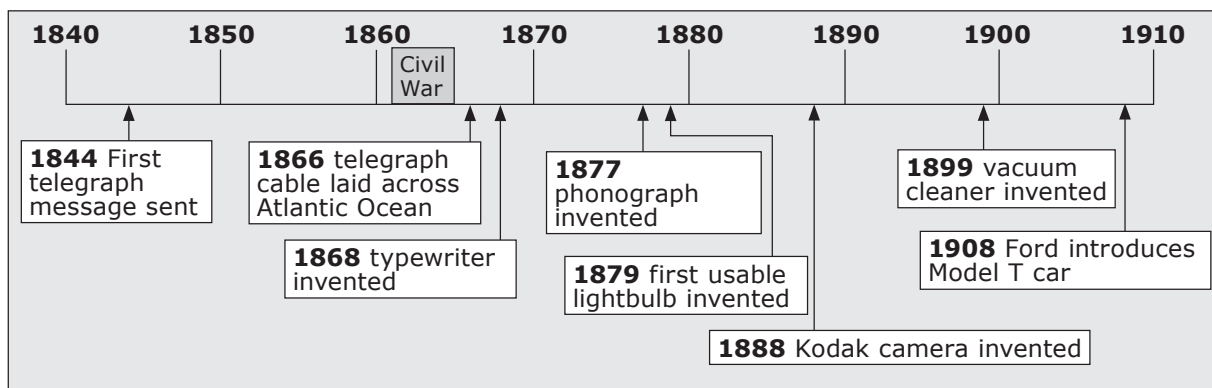 1840 1850 1860 1870 1880 1890 1900 1910
Civil
War
1844 First
telegraph
message sent
1866 telegraph
cable laid across
Atlantic Ocean
1868 typewriter
invented
1877
phonograph
invented
1879 first usable
lightbulb invented
1888 Kodak camera invented
1899 vacuum
cleaner invented
1908 Ford introduces
Model T car